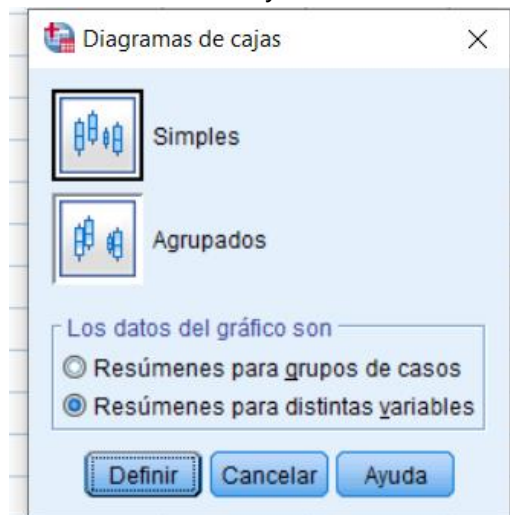 Diagramas de cajas
Simples
Agrupados
Los datos del gráfico son
Resúmenes para grupos de casos
Resúmenes para distintas variables
Definir Cancelar Ayuda